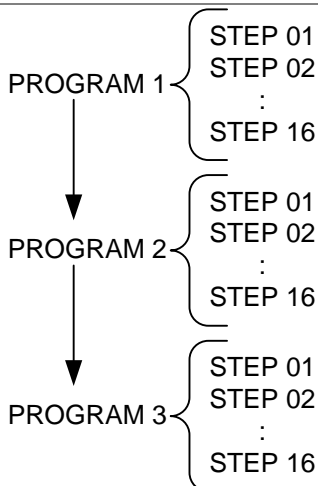 PROGRAM 1
STEP 01
STEP 02
:
STEP 16
PROGRAM 2
STEP 01
STEP 02
:
STEP 16
PROGRAM 3
STEP 01
STEP 02
:
STEP 16